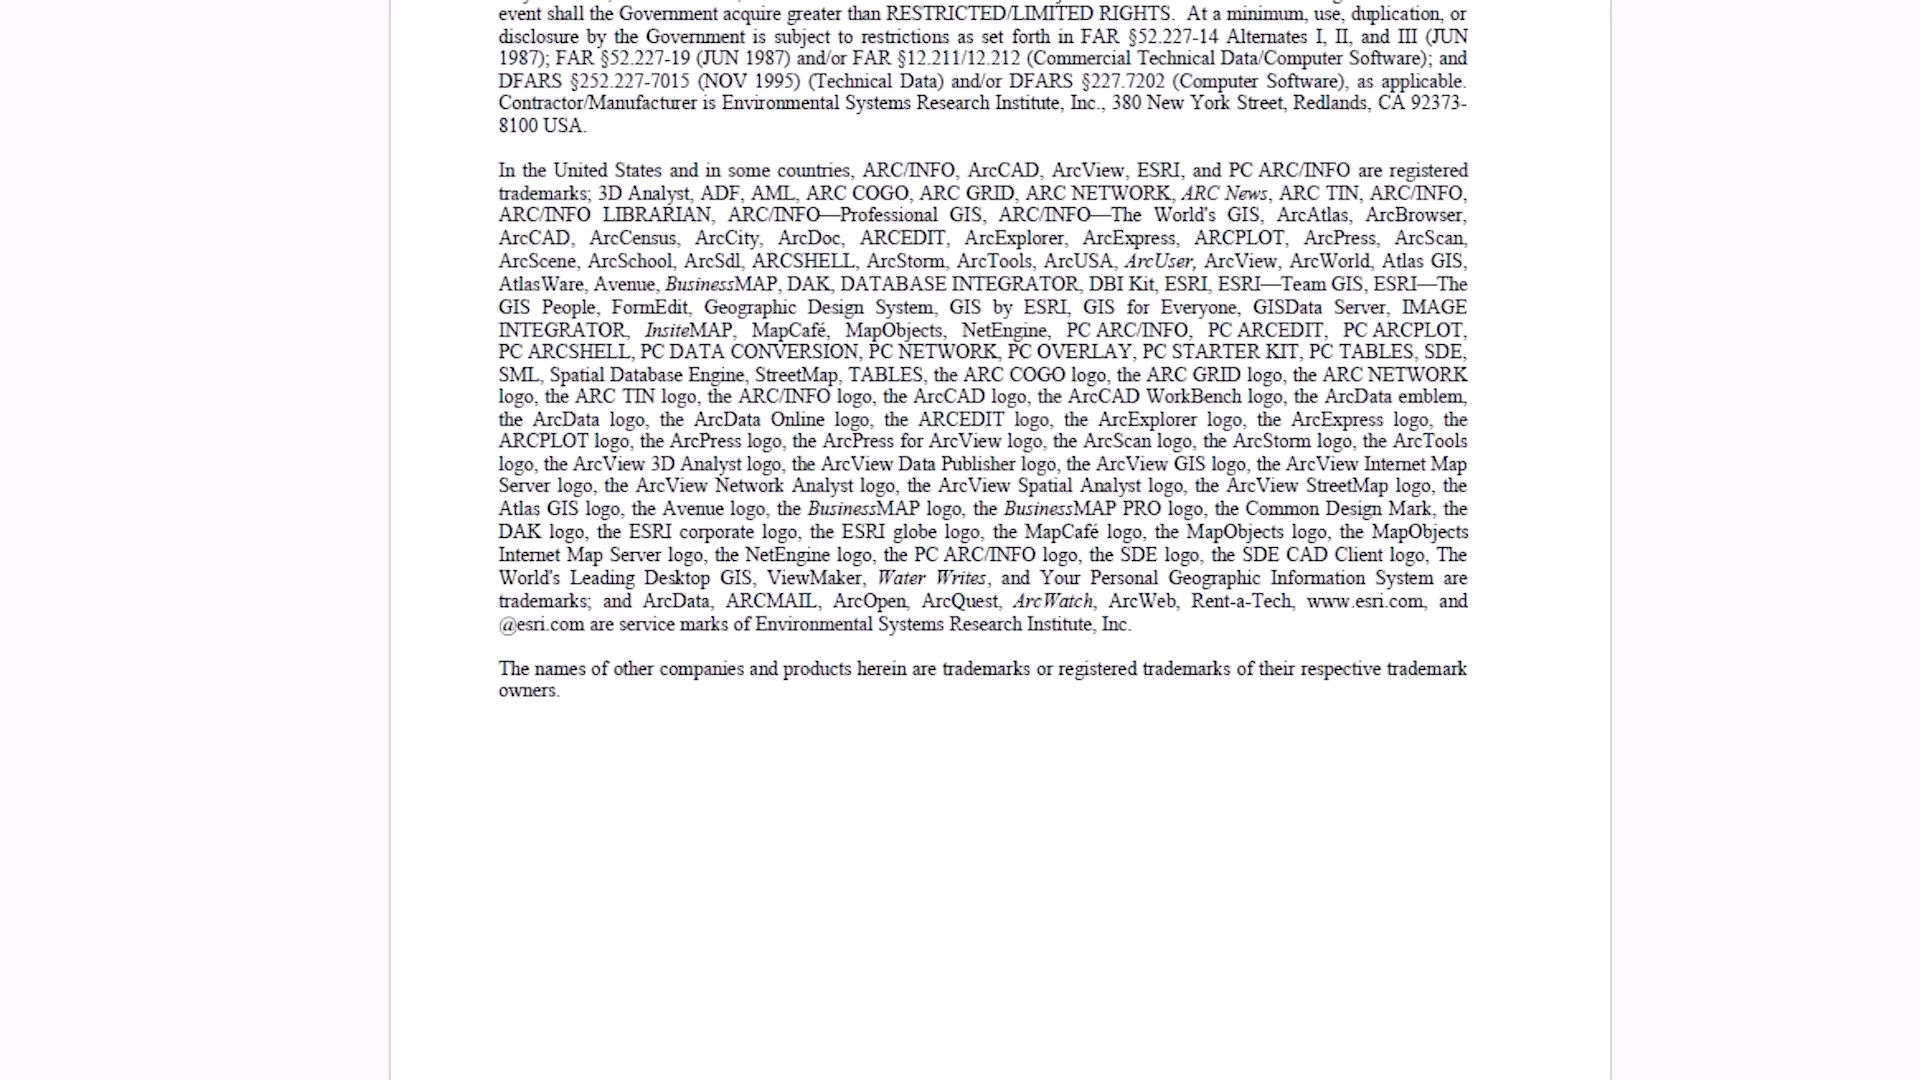 event shall the Government acquire greater than RESTRICTED/LIMITED RIGHTS. At a minimum, use, duplication, or
disclosure by the Government is subject to restrictions as set forth in FAR §52.227-14 Alternates I, II, and III (JUN
1987); FAR §52.227-19 (JUN 1987) and/or FAR §12.211/12.212 (Commercial Technical Data/Computer Software); and
DFARS §252.227-7015 (NOV 1995) (Technical Data) and/or DFARS §227.7202 (Computer Software), as applicable.
Contractor/Manufacturer is Environmental Systems Research Institute, Inc., 380 New York Street, Redlands, CA 92373-
8100 USA.
In the United States and in some countries, ARC/INFO, ArcCAD, ArcView, ESRI, and PC ARC/INFO are registered
trademarks; 3D Analyst, ADF, AML, ARC COGO, ARC GRID, ARC NETWORK, ARC News, ARC TIN, ARC/INFO,
ARC/INFO LIBRARIAN, ARC/INFO—Professional GIS, ARC/INFO—The World's GIS, ArcAtlas, ArcBrowser,
ArcCAD, ArcCensus, ArcCity, ArcDoc, ARCEDIT, ArcExplorer, ArcExpress, ARCPLOT, ArcPress, ArcScan,
ArcScene, ArcSchool, ArcSdl, ARCSHELL, ArcStorm, ArcTools, ArcUSA, ArcUser, ArcView, ArcWorld, Atlas GIS,
AtlasWare, Avenue, BusinessMAP, DAK, DATABASE INTEGRATOR, DBI Kit, ESRI, ESRI—Team GIS, ESRI—The
GIS People, FormEdit, Geographic Design System, GIS by ESRI, GIS for Everyone, GISData Server, IMAGE
INTEGRATOR, InsiteMAP, MapCafé, MapObjects, NetEngine, PC ARC/INFO, PC ARCEDIT, PC ARCPLOT,
PC ARCSHELL, PC DATA CONVERSION, PC NETWORK, PC OVERLAY, PC STARTER KIT, PC TABLES, SDE,
SML, Spatial Database Engine, StreetMap, TABLES, the ARC COGO logo, the ARC GRID logo, the ARC NETWORK
logo, the ARC TIN logo, the ARC/INFO logo, the ArcCAD logo, the ArcCAD WorkBench logo, the ArcData emblem,
the ArcData logo, the ArcData Online logo, the ARCEDIT logo, the ArcExplorer logo, the ArcExpress logo, the
ARCPLOT logo, the ArcPress logo, the ArcPress for ArcView logo, the ArcScan logo, the ArcStorm logo, the ArcTools
logo, the ArcView 3D Analyst logo, the ArcView Data Publisher logo, the ArcView GIS logo, the ArcView Internet Map
Server logo, the ArcView Network Analyst logo, the ArcView Spatial Analyst logo, the ArcView StreetMap logo, the
Atlas GIS logo, the Avenue logo, the BusinessMAP logo, the BusinessMAP PRO logo, the Common Design Mark, the
DAK logo, the ESRI corporate logo, the ESRI globe logo, the MapCafé logo, the MapObjects logo, the MapObjects
Internet Map Server logo, the NetEngine logo, the PC ARC/INFO logo, the SDE logo, the SDE CAD Client logo, The
World's Leading Desktop GIS, ViewMaker, Water Writes, and Your Personal Geographic Information System are
trademarks; and ArcData, ARCMAIL, ArcOpen, ArcQuest, ArcWatch, ArcWeb, Rent-a-Tech, www.esri.com, and
@esri.com are service marks of Environmental Systems Research Institute, Inc.
The names of other companies and products herein are trademarks or registered trademarks of their respective trademark
owners.